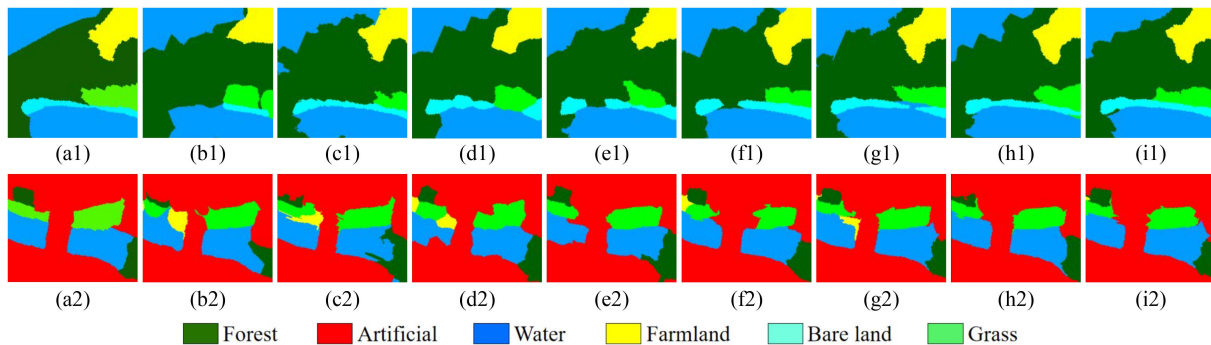 (a1) (b1) (c1) (d1) (e1) (f1) (g1) (h1) (i1)
(a2) (b2) (c2) (d2) (e2) (f2) (g2) (h2) (i2)
Forest Artificial Water Farmland Bare land Grass